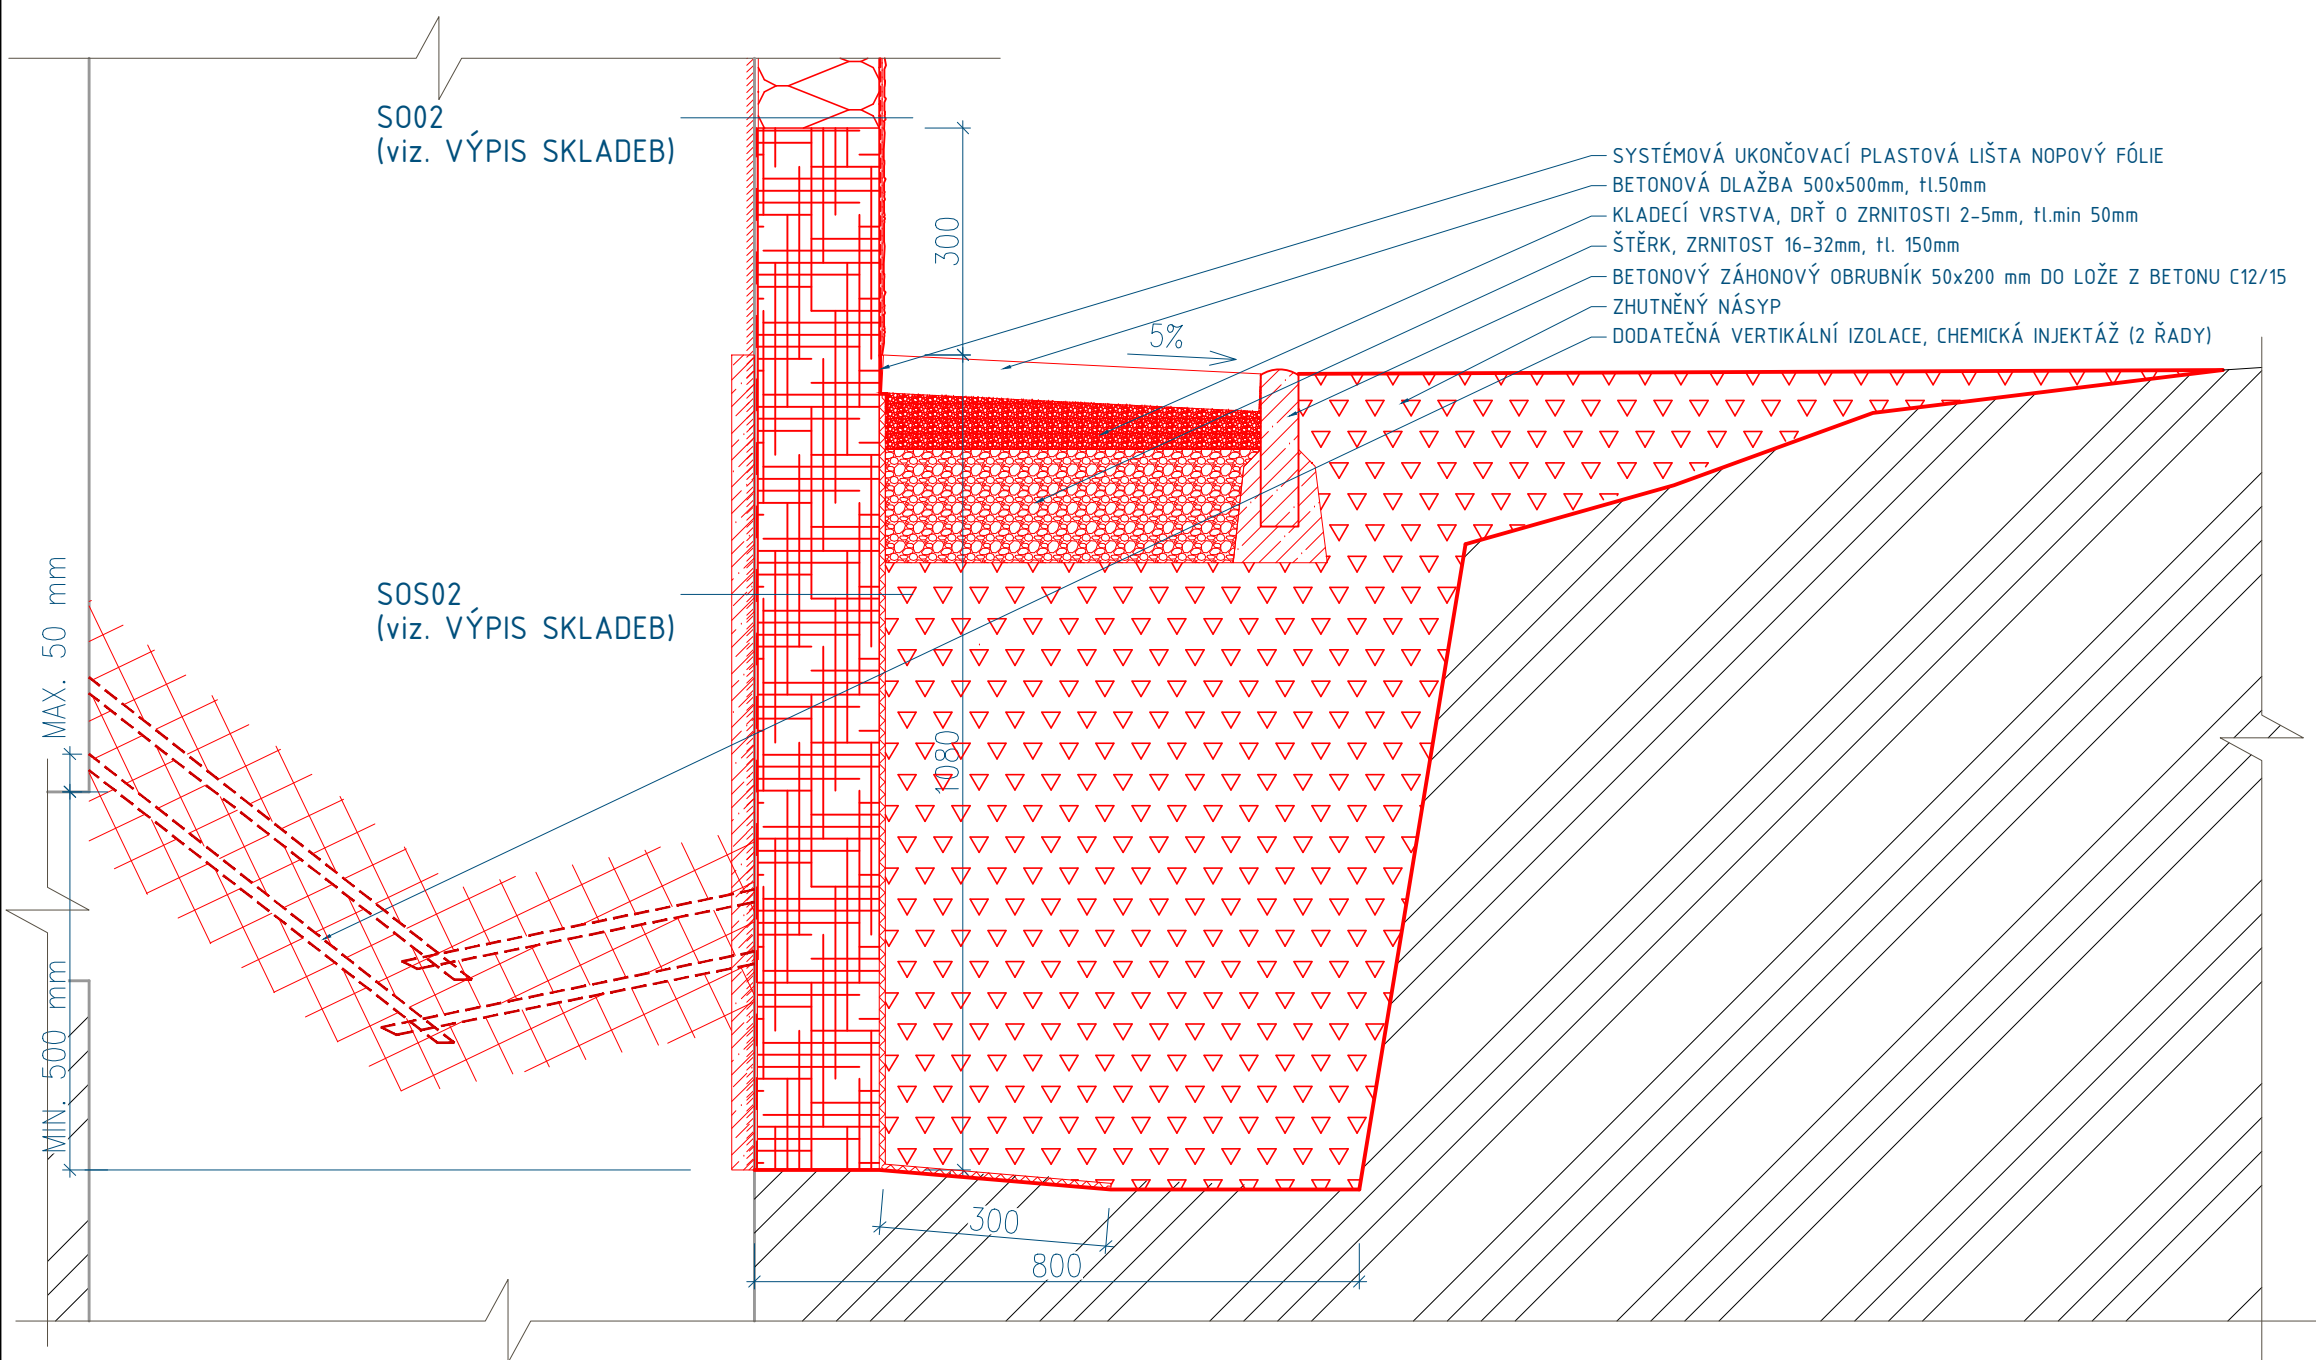 SO02
(viz. VÝPIS SKLADEB)
SYSTÉMOVÁ UKONČOVACÍ PLASTOVÁ LIŠTA NOPOVÝ FÓLIE
BETONOVÁ DLAŽBA 500x500mm, tl.50mm
KLADECÍ VRSTVA, DRŤ O ZRNITOSTI 2-5mm, tl.min 50mm
ŠTĚRK, ZRNITOST 16-32mm, tl. 150mm
BETONOVÝ ZÁHONOVÝ OBRUBNÍK 50x200 mm DO LOŽE Z BETONU C12/15
ZHUTNĚNÝ NÁSYP
DODATEČNÁ VERTIKÁLNÍ IZOLACE, CHEMICKÁ INJEKTÁŽ (2 ŘADY)
300
5%
SOS02
(viz. VÝPIS SKLADEB)
MAX. 50 mm
1080
MIN. 500 mm
300
800